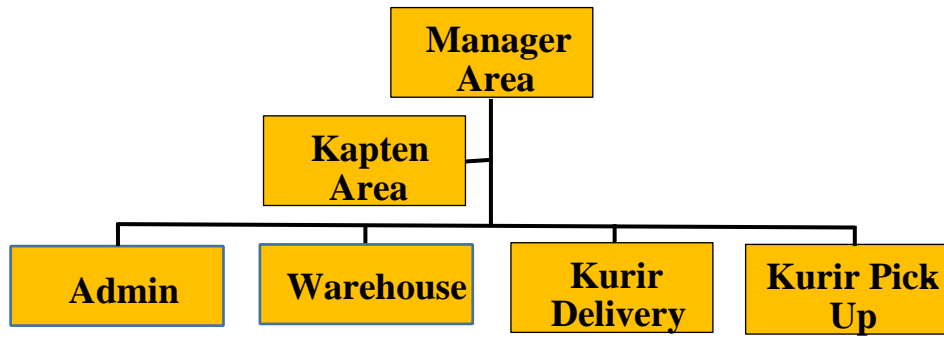 Manager
Area
Kapten
Area
Admin
Warehouse
Kurir
Delivery
Kurir Pick
Up